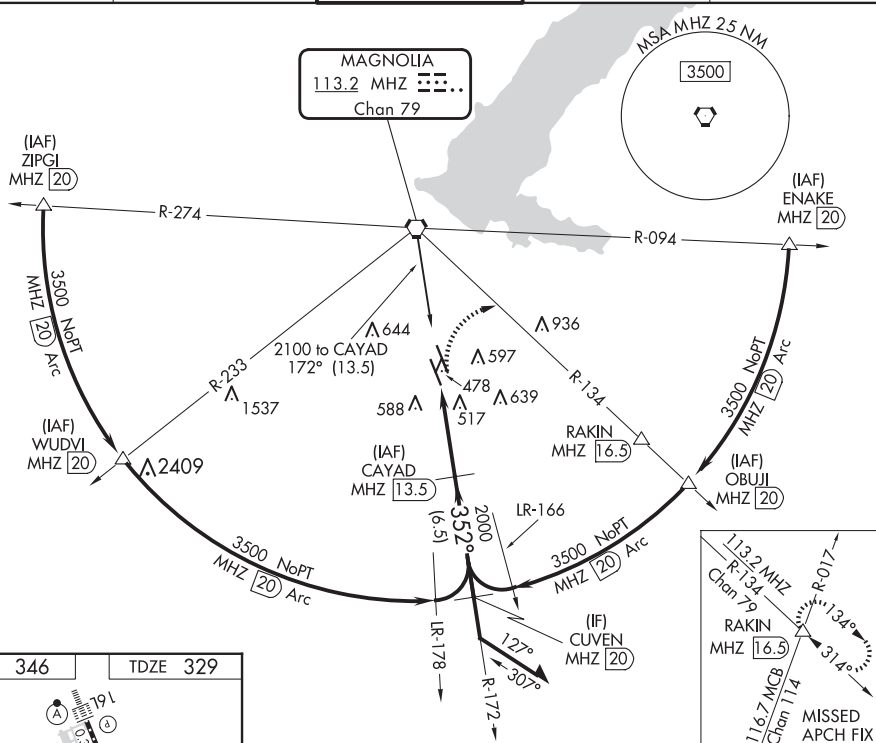 MAGNOLIA
113.2 MHZ
Chan 79
MSA MHZ 25 NM
3500
(IAF)
ZIPGI
MHZ 20
R-274
(IAF)
ENAKE
MHZ 20
R-094
3500 NoPT
MHZ 20 Arc
2100 to CAYAD
172° (13.5)
644
936
597
478
639
588
517
R-233
1537
R-134
3500 NoPT
MHZ 20 Arc
(IAF)
WUDVI
MHZ 20
2409
RAKIN
MHZ 16.5
(IAF)
OBUJI
MHZ 20
(IAF)
CAYAD
MHZ 13.5
LR-166
2000
352°
(6.5)
3500 NoPT
MHZ 20 Arc
3500 NoPT
MHZ 20 Arc
(IF)
CUVEN
MHZ 20
LR-178
127°
307°
R-172
113.2 MHZ
R-134
Chan 79
R-017
RAKIN
MHZ 16.5
134°
314°
116.7 MCB
Chan 114
MISSED
APCH FIX
346
TDZE 329
A
16L
P